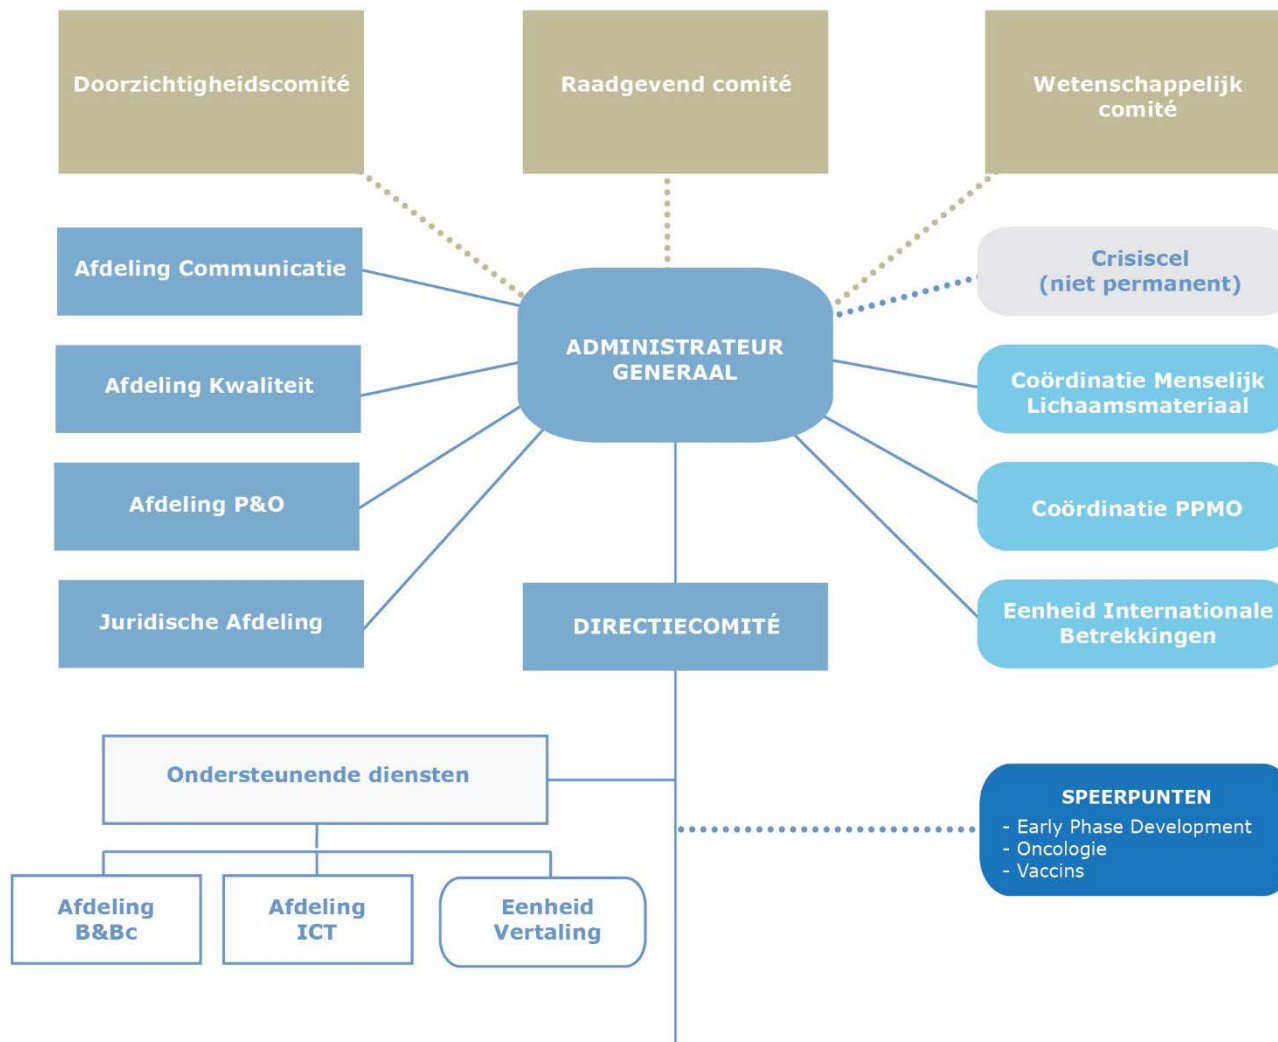 Doorzichtigheidscomité
Raadgevend comité
Wetenschappelijk
comité
Afdeling Communicatie
Crisiscel
(niet permanent)
ADMINISTRATEUR
GENERAAL
Afdeling Kwaliteit
Coördinatie Menselijk
Lichaamsmateriaal
Afdeling P&O
Coördinatie PPMO
Juridische Afdeling
DIRECTIECOMITÉ
Eenheid Internationale
Betrekkingen
Ondersteunende diensten
SPEERPUNTEN
- Early Phase Development
- Oncologie
- Vaccins
Afdeling
B&Bc
Afdeling
ICT
Eenheid
Vertaling